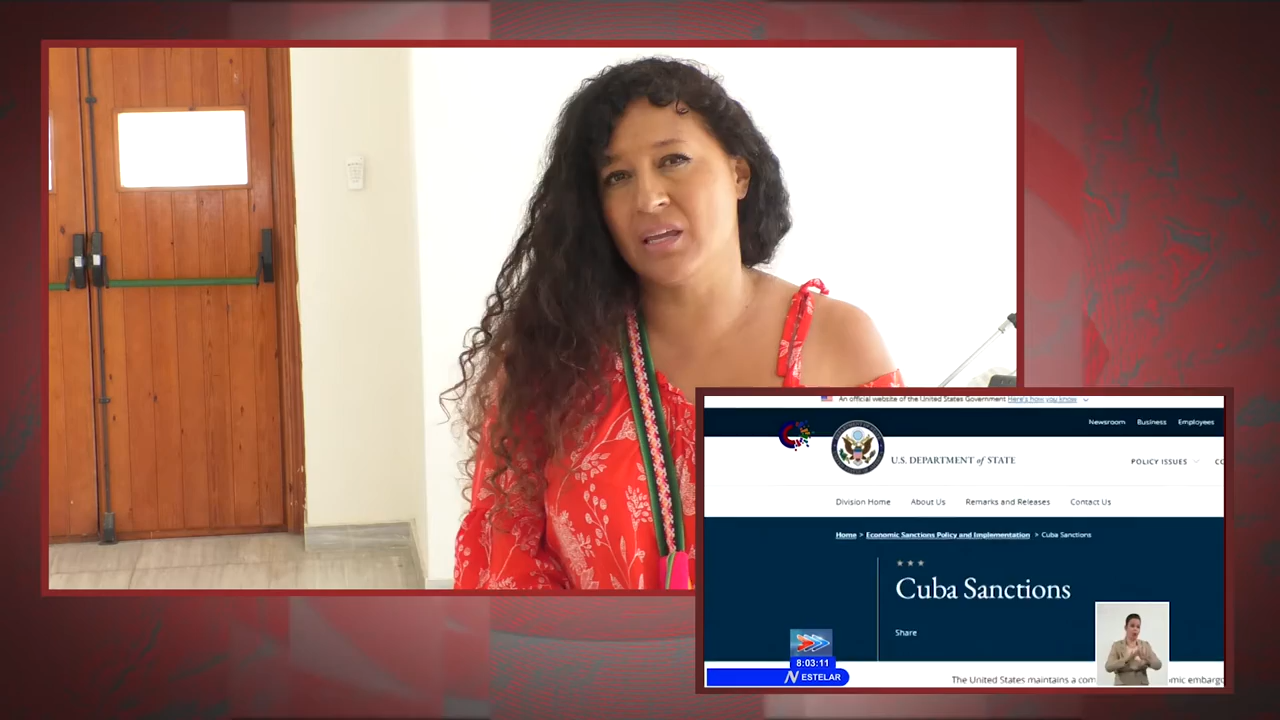 An official website of the United States Government Here's how you know
Newsroom Business Employees
U.S. DEPARTMENT of STATE
POLICY ISSUES CO
Division Home About Us Remarks and Releases Contact Us
Home > Economic Sanctions Policy and Implementation > Cuba Sanctions
Cuba Sanctions
Share
8:03:11
N ESTELAR
The United States maintains a com omic embargo